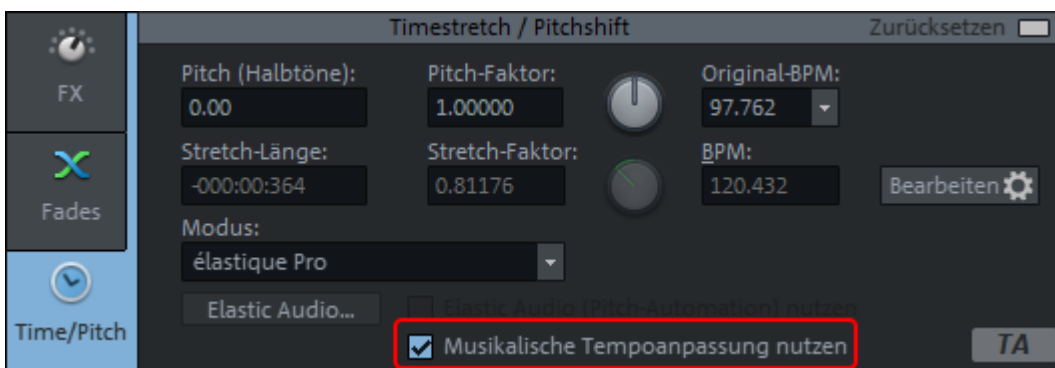 Timestretch / Pitchshift
Zurücksetzen
FX
Fades
Time/Pitch
Pitch (Halbtöne):
Pitch-Faktor:
Original-BPM:
0.00
1.00000
97.762
Stretch-Länge:
Stretch-Faktor:
BPM:
-000:00:364
0.81176
120.432
Bearbeiten
Modus:
élastique Pro
Elastic Audio...
Elastic Audio (Pitch-Automation) nutzen
Musikalische Tempoanpassung nutzen
TA